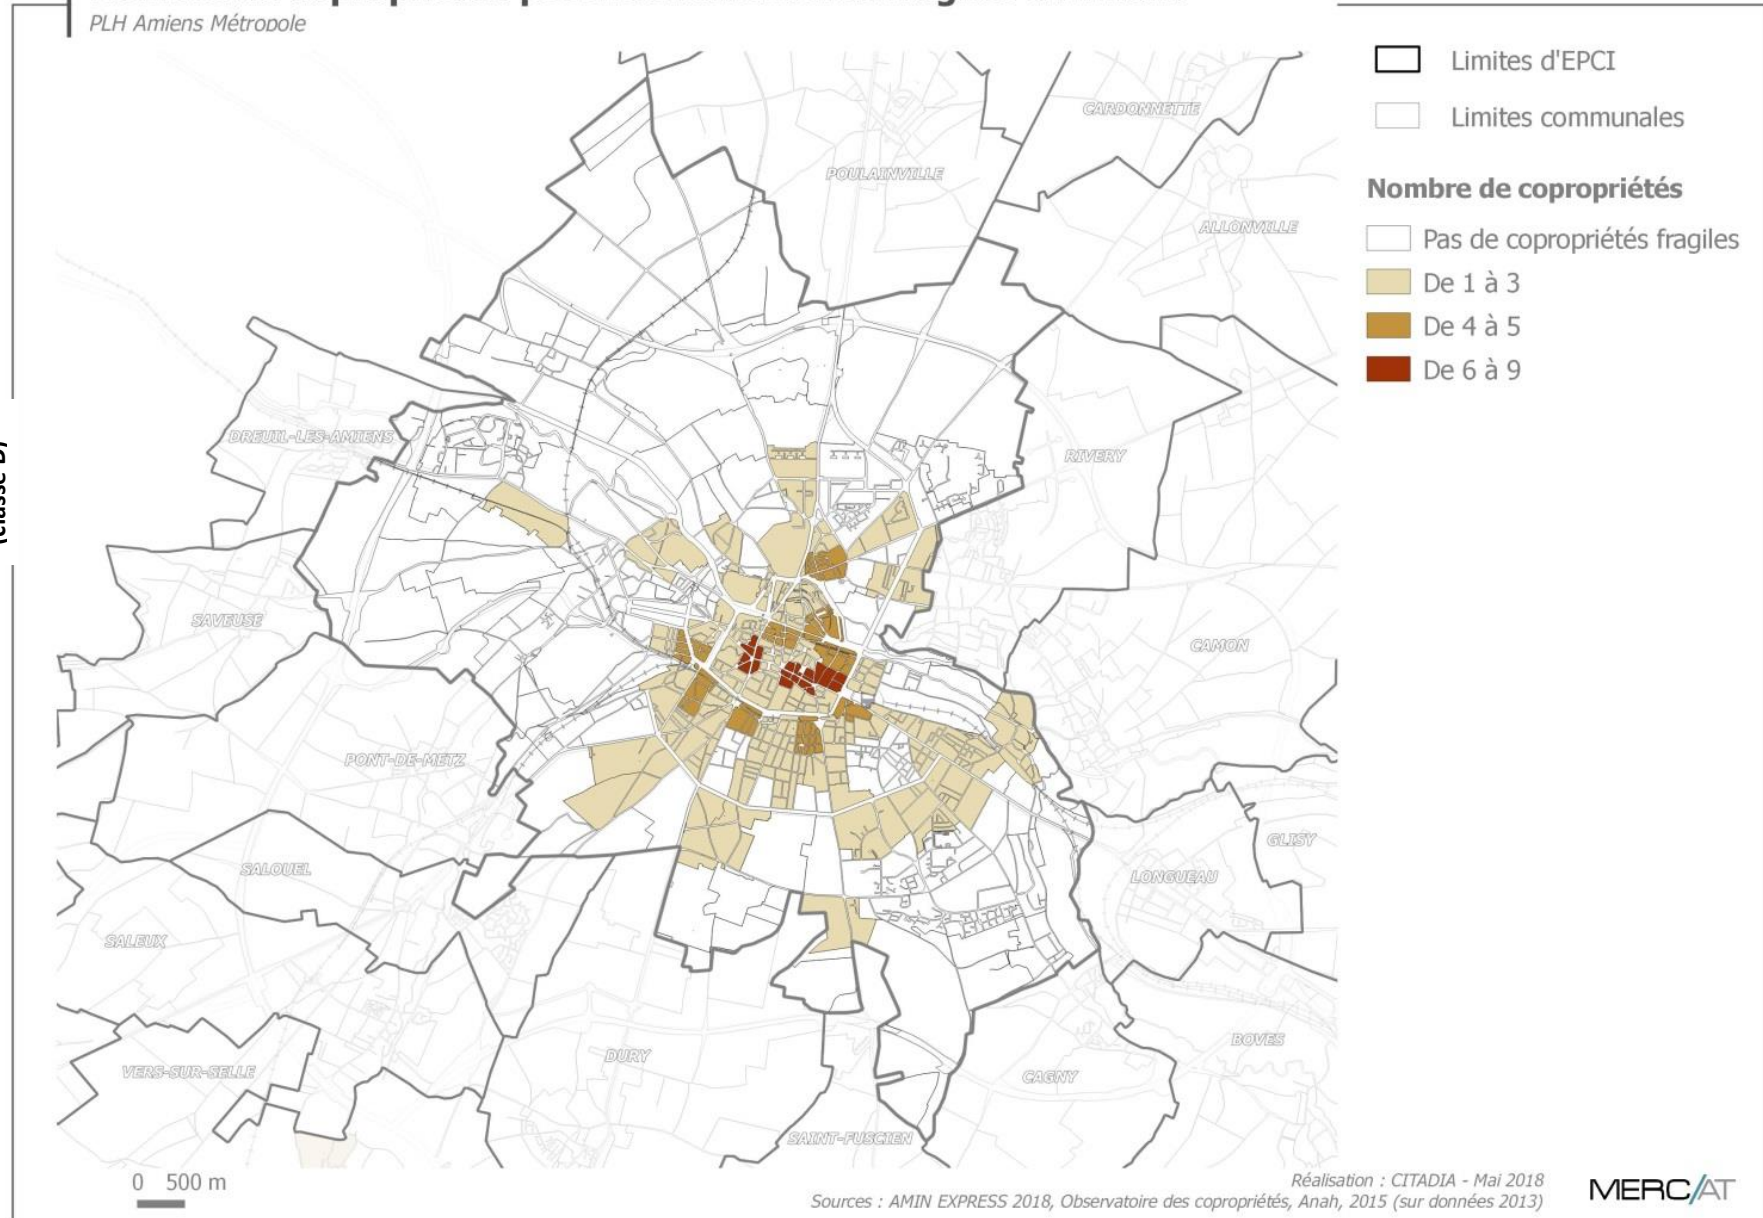 PLH Amiens Métropole
Limites d'EPCI
Limites communales
Nombre de copropriétés
Pas de copropriétés fragiles
De 1 à 3
De 4 à 5
De 6 à 9
CARDONNETTE
POULAINVILLE
ALLONVILLE
DREUIL-LES-AMIENS
RIVERY
SAVEUSE
CAMON
PONT-DE-METZ
GLISY
SALOUEL
LONGUEAU
SALEUX
BOVES
DURY
VERS-SUR-SELLE
CAGNY
SAINT-FUSCIEN
0 500 m
Réalisation : CITADIA - Mai 2018
Sources : AMIN EXPRESS 2018, Observatoire des copropriétés, Anah, 2015 (sur données 2013)
MERC/AT